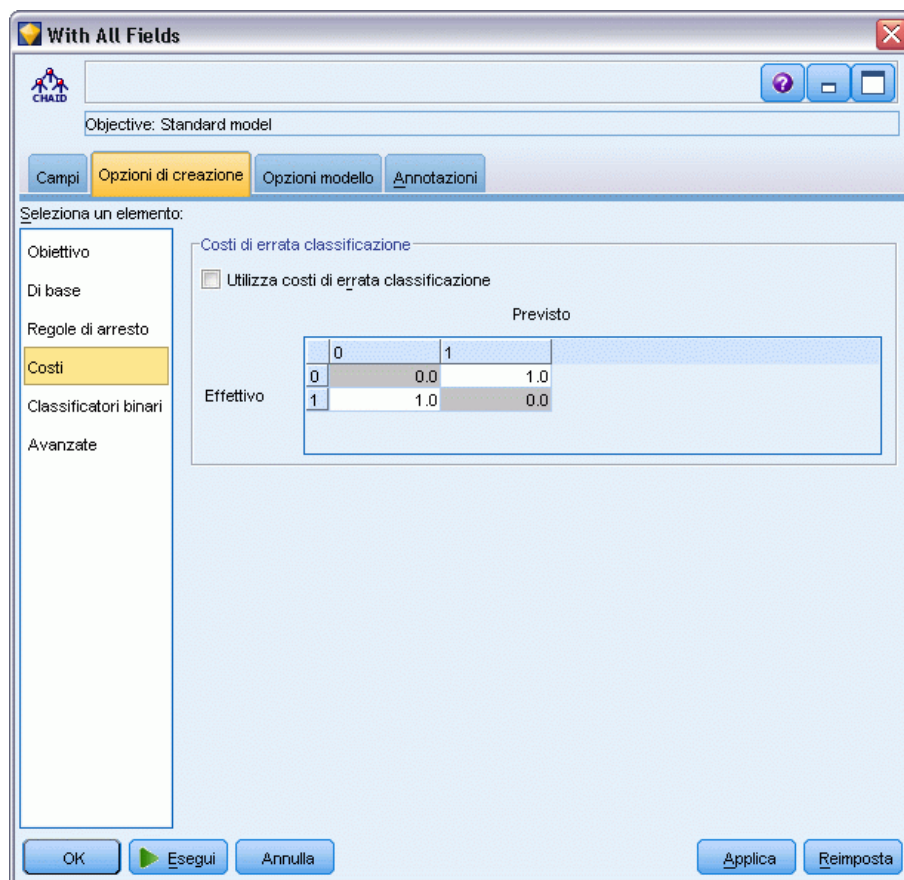 With All Fields
CHAID
Objective: Standard model
Campi
Opzioni di creazione
Opzioni modello
Annotazioni
Seleziona un elemento:
Obiettivo
Di base
Regole di arresto
Costi
Classificatori binari
Avanzate
Costi di errata classificazione
Utilizza costi di errata classificazione
Previsto
0 1
Effettivo
0 0.0 1.0
1 1.0 0.0
OK
Esegui
Annulla
Applica
Reimposta